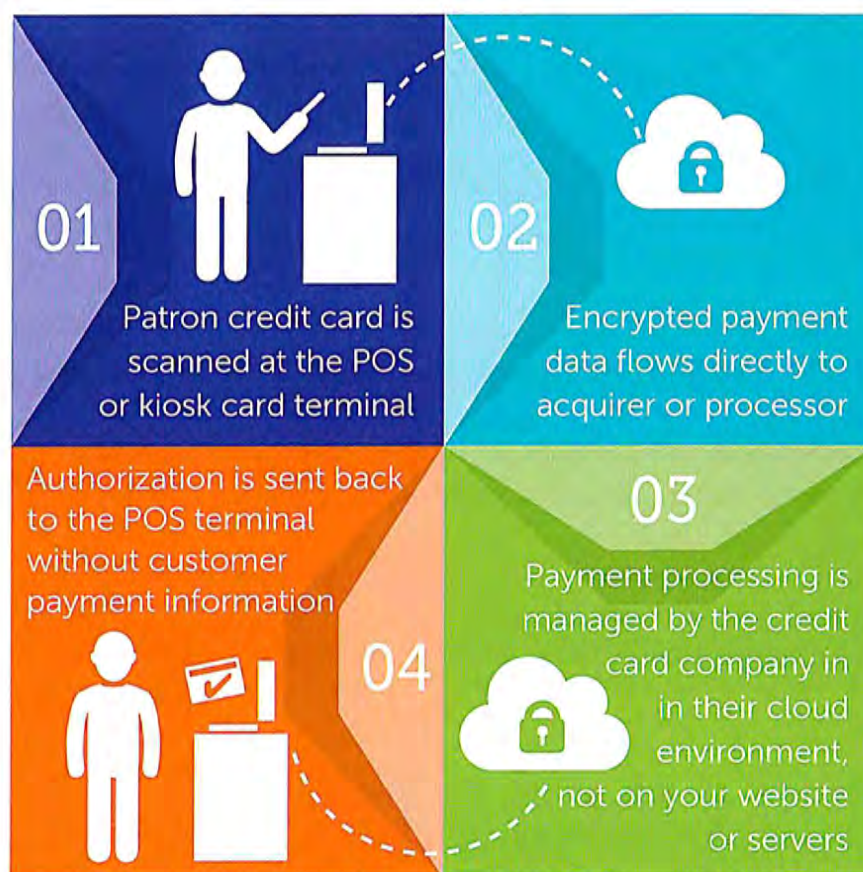 01
Patron credit card is
scanned at the POS
or kiosk card terminal
02
Encrypted payment
data flows directly to
acquirer or processor
03
Payment processing is
managed by the credit
card company in
in their cloud
environment,
not on your website
or servers
04
Authorization is sent back
to the POS terminal
without customer
payment information